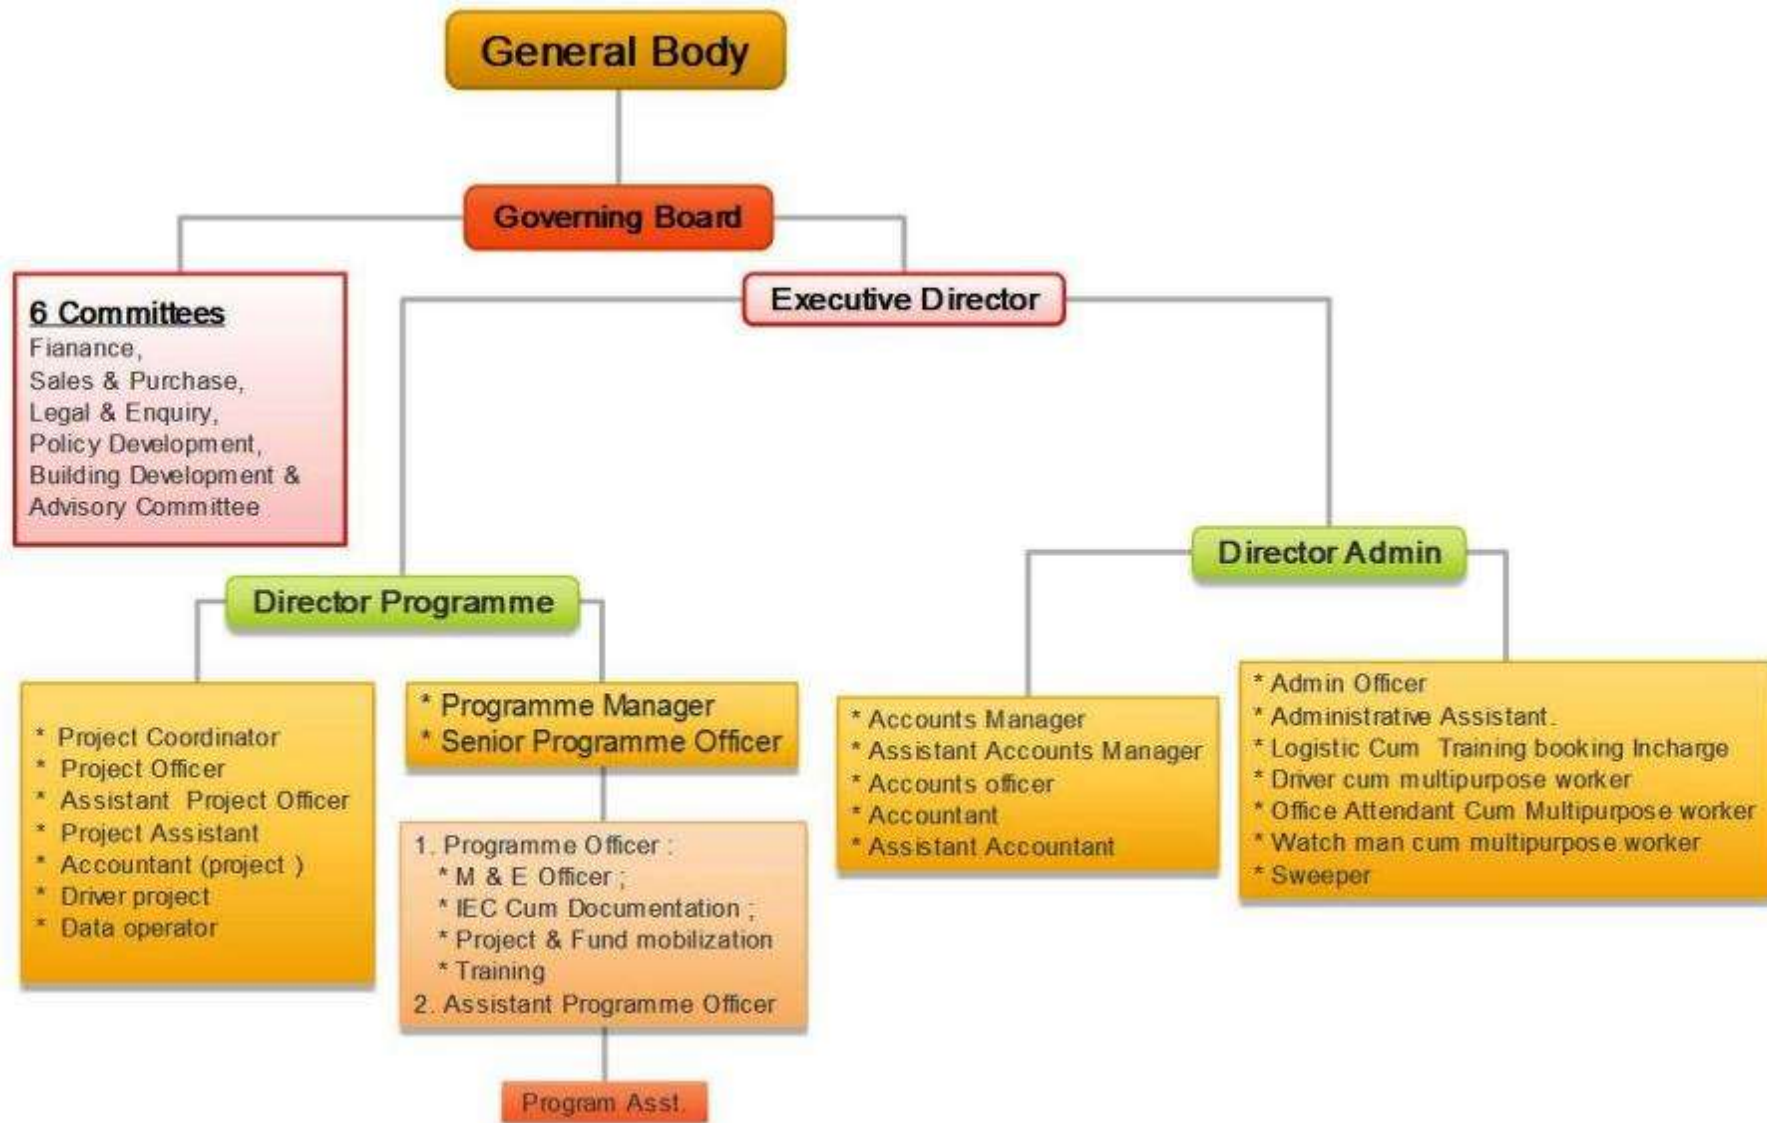 General Body
Governing Board
6 Committees
Fianance,
Sales & Purchase,
Legal & Enquiry,
Policy Development,
Building Development &
Advisory Committee
Executive Director
Director Programme
Director Admin
* Project Coordinator
* Project Officer
* Assistant Project Officer
* Project Assistant
* Accountant (project )
* Driver project
* Data operator
* Programme Manager
* Senior Programme Officer
1. Programme Officer :
* M & E Officer ;
* IEC Cum Documentation ;
* Project & Fund mobilization
* Training
2. Assistant Programme Officer
Program Asst.
* Accounts Manager
* Assistant Accounts Manager
* Accounts officer
* Accountant
* Assistant Accountant
* Admin Officer
* Administrative Assistant.
* Logistic Cum Training booking Incharge
* Driver cum multipurpose worker
* Office Attendant Cum Multipurpose worker
* Watch man cum multipurpose worker
* Sweeper